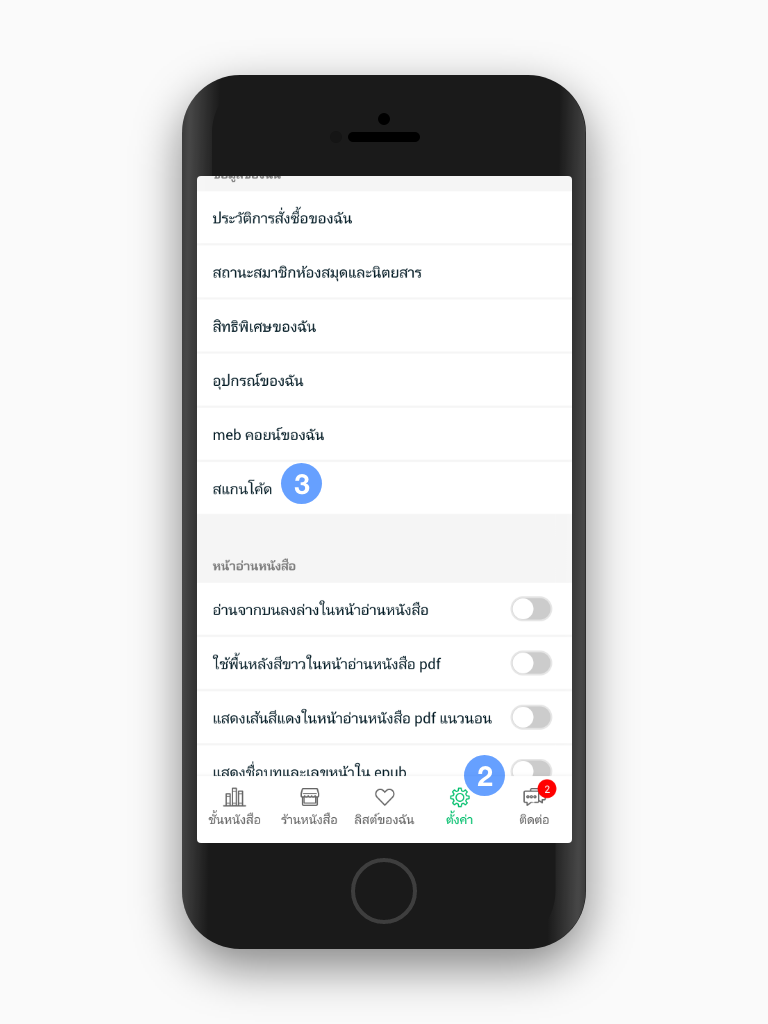 ข้อมูลของฉัน
ประวัติการสั่งซื้อของฉัน
สถานะสมาชิกห้องสมุดและนิตยสาร
สิทธิพิเศษของฉัน
อุปกรณ์ของฉัน
meb คอยน์ของฉัน
สแกนโค้ด 3
หน้าอ่านหนังสือ
อ่านจากบนลงล่างในหน้าอ่านหนังสือ
ใช้พื้นหลังสีขาวในหน้าอ่านหนังสือ pdf
แสดงเส้นสีแดงในหน้าอ่านหนังสือ pdf แนวนอน
แสดงชื่อบทและเลขหน้าใน epub
2
2
ชั้นหนังสือ ร้านหนังสือ ลิสต์ของฉัน ตั้งค่า ติดต่อ